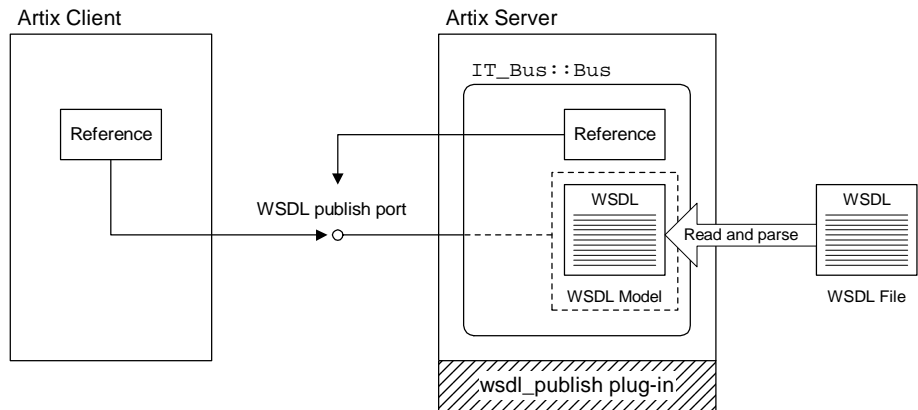 Artix Client
Artix Server
IT_Bus::Bus
Reference
Reference
WSDL publish port
WSDL
WSDL
Read and parse
WSDL Model
WSDL File
wsdl_publish plug-in